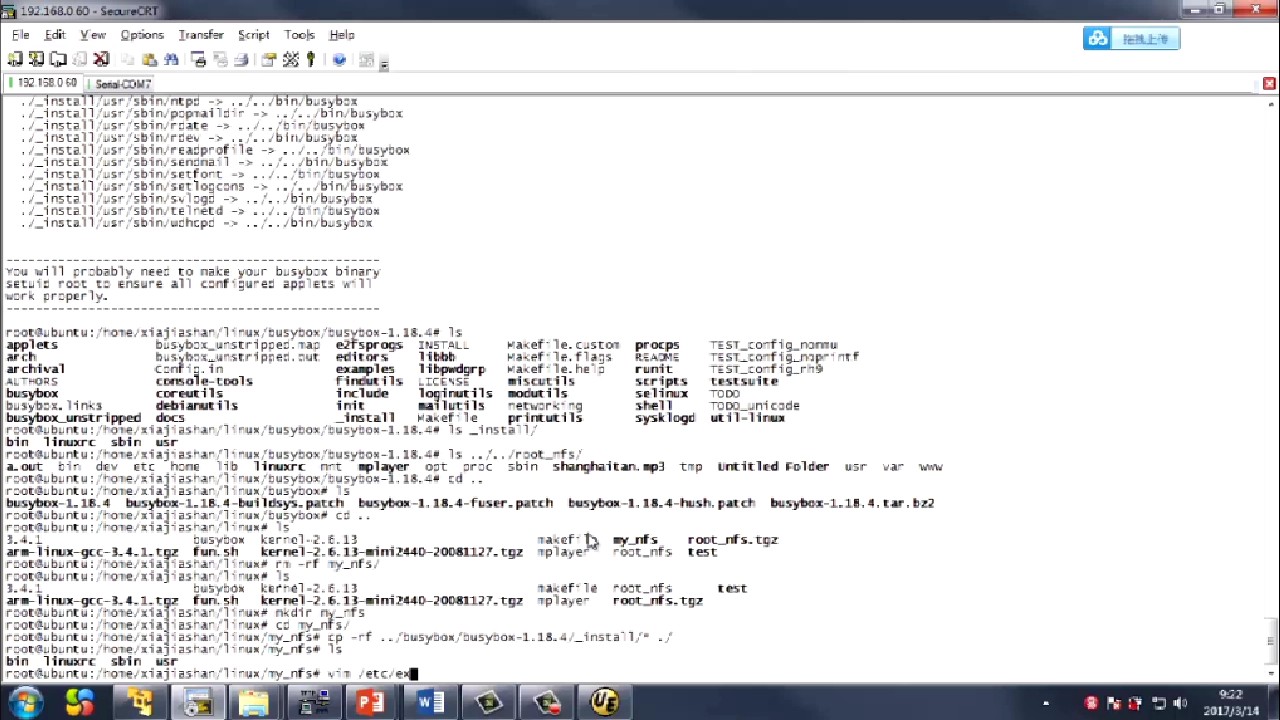 192.168.0.60 - SecureCRT
File Edit View Options Transfer Script Tools Help
拖拽上传
192.168.0.60 Serial-COM7
./_install/usr/sbin/ntpd -> ../../bin/busybox
./_install/usr/sbin/popmaildir -> ../../bin/busybox
./_install/usr/sbin/rdate -> ../../bin/busybox
./_install/usr/sbin/rdev -> ../../bin/busybox
./_install/usr/sbin/readprofile -> ../../bin/busybox
./_install/usr/sbin/sendmail -> ../../bin/busybox
./_install/usr/sbin/setfont -> ../../bin/busybox
./_install/usr/sbin/setlogcons -> ../../bin/busybox
./_install/usr/sbin/svlogd -> ../../bin/busybox
./_install/usr/sbin/telnetd -> ../../bin/busybox
./_install/usr/sbin/udhcpd -> ../../bin/busybox
--------------------------------------------------
You will probably need to make your busybox binary
setuid root to ensure all configured applets will
work properly.
--------------------------------------------------
root@ubuntu:/home/xiajiashan/linux/busybox/busybox-1.18.4# ls
applets busybox_unstripped.map e2fsprogs INSTALL Makefile.custom procps TEST_config_nommu
arch busybox_unstripped.out editors libbb Makefile.flags README TEST_config_noprintf
archival Config.in examples libpwdgrp Makefile.help runit TEST_config_rh9
AUTHORS console-tools findutils LICENSE miscutils scripts testsuite
busybox coreutils include loginutils modutils selinux TODO
busybox.links debianutils init mailutils networking shell TODO_unicode
busybox_unstripped docs _install Makefile printutils sysklogd util-linux
root@ubuntu:/home/xiajiashan/linux/busybox/busybox-1.18.4# ls _install/
bin linuxrc sbin usr
root@ubuntu:/home/xiajiashan/linux/busybox/busybox-1.18.4# ls ../../root_nfs/
a.out bin dev etc home lib linuxrc mnt mplayer opt proc sbin shanghaitan.mp3 tmp Untitled Folder usr var www
root@ubuntu:/home/xiajiashan/linux/busybox/busybox-1.18.4# cd ..
root@ubuntu:/home/xiajiashan/linux/busybox# ls
busybox-1.18.4 busybox-1.18.4-buildsys.patch busybox-1.18.4-fuser.patch busybox-1.18.4-hush.patch busybox-1.18.4.tar.bz2
root@ubuntu:/home/xiajiashan/linux/busybox# cd ..
root@ubuntu:/home/xiajiashan/linux# ls
3.4.1 busybox kernel-2.6.13 makefile my_nfs root_nfs.tgz
arm-linux-gcc-3.4.1.tgz fun.sh kernel-2.6.13-mini2440-20081127.tgz mplayer root_nfs test
root@ubuntu:/home/xiajiashan/linux# rm -rf my_nfs/
root@ubuntu:/home/xiajiashan/linux# ls
3.4.1 busybox kernel-2.6.13 makefile root_nfs test
arm-linux-gcc-3.4.1.tgz fun.sh kernel-2.6.13-mini2440-20081127.tgz mplayer root_nfs.tgz
root@ubuntu:/home/xiajiashan/linux# mkdir my_nfs
root@ubuntu:/home/xiajiashan/linux# cd my_nfs/
root@ubuntu:/home/xiajiashan/linux/my_nfs# cp -rf ../busybox/busybox-1.18.4/_install/* ./
root@ubuntu:/home/xiajiashan/linux/my_nfs# ls
bin linuxrc sbin usr
root@ubuntu:/home/xiajiashan/linux/my_nfs# vim /etc/ex
9:22
2017/3/14